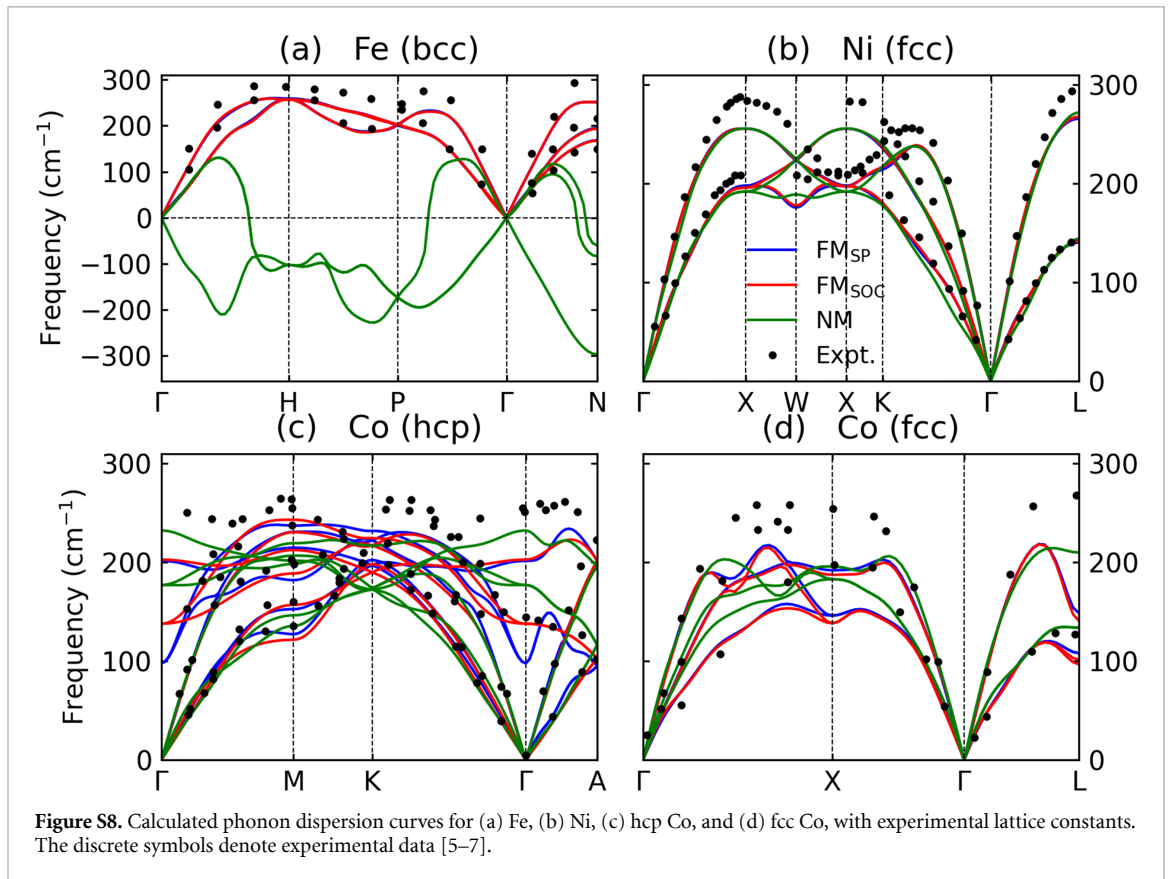 (a) Fe (bcc)
(b) Ni (fcc)
300
200
100
0
−100
−200
−300
Frequency (cm⁻¹)
Γ H P Γ N
300
200
100
0
FM_SP
FM_SOC
NM
Expt.
Γ X W X K Γ L
(c) Co (hcp)
(d) Co (fcc)
300
200
100
0
Frequency (cm⁻¹)
Γ M K Γ A
300
200
100
0
Γ X Γ L
Figure S8. Calculated phonon dispersion curves for (a) Fe, (b) Ni, (c) hcp Co, and (d) fcc Co, with experimental lattice constants.
The discrete symbols denote experimental data [5–7].